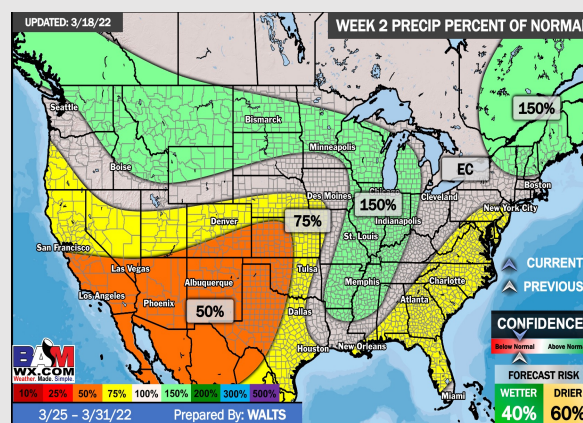 UPDATED: 3/18/22
WEEK 2 PRECIP PERCENT OF NORMA
Seattle
150%
Bismarck
Minneapolis
Boise
EC
Boston
Des Moines
150%
Cleveland
New York City
75%
Denver
Indianapolis
St. Louis
San Francisco
CURRENT
Las Vegas
Tulsa
Albuquerque
Memphis
Charlotte
PREVIOUS
Los Angeles
Phoenix
50%
Atlanta
Dallas
CONFIDENCE
Below Normal
Above Norm
Houston
New Orleans
BAM
WX.COM
Weather. Made. Simple.
FORECAST RISK
Miami
WETTER
DRIER
10% 25% 50% 75% 100% 150% 200% 300% 500%
40%
60%
3/25 – 3/31/22
Prepared By: WALTS